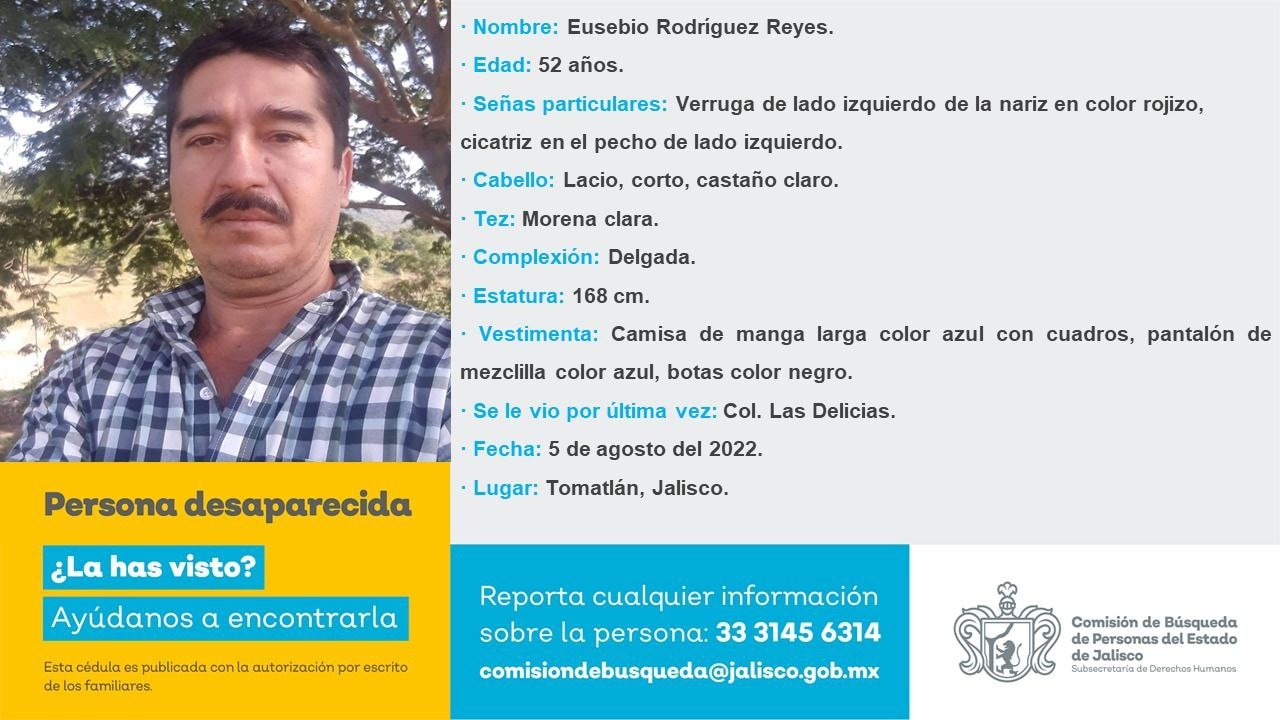 · Nombre: Eusebio Rodríguez Reyes.
· Edad: 52 años.
· Señas particulares: Verruga de lado izquierdo de la nariz en color rojizo,
cicatriz en el pecho de lado izquierdo.
· Cabello: Lacio, corto, castaño claro.
· Tez: Morena clara.
· Complexión: Delgada.
· Estatura: 168 cm.
· Vestimenta: Camisa de manga larga color azul con cuadros, pantalón de
mezclilla color azul, botas color negro.
· Se le vio por última vez: Col. Las Delicias.
· Fecha: 5 de agosto del 2022.
· Lugar: Tomatlán, Jalisco.
Persona desaparecida
¿La has visto?
Ayúdanos a encontrarla
Esta cédula es publicada con la autorización por escrito
de los familiares.
Reporta cualquier información
sobre la persona: 33 3145 6314
comisiondebusqueda@jalisco.gob.mx
Comisión de Búsqueda
de Personas del Estado
de Jalisco
Subsecretaría de Derechos Humanos